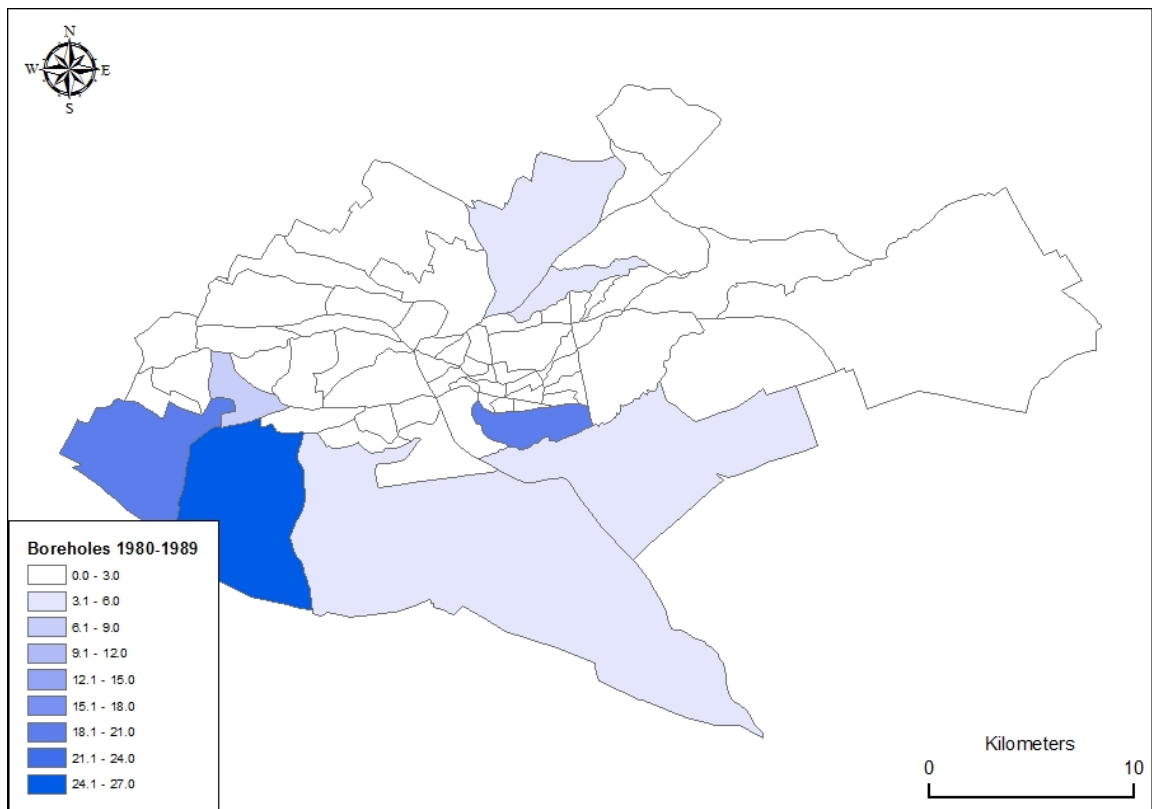 N
W E
S
Boreholes 1980-1989
0.0 - 3.0
3.1 - 6.0
6.1 - 9.0
9.1 - 12.0
12.1 - 15.0
15.1 - 18.0
18.1 - 21.0
21.1 - 24.0
24.1 - 27.0
Kilometers
0 10